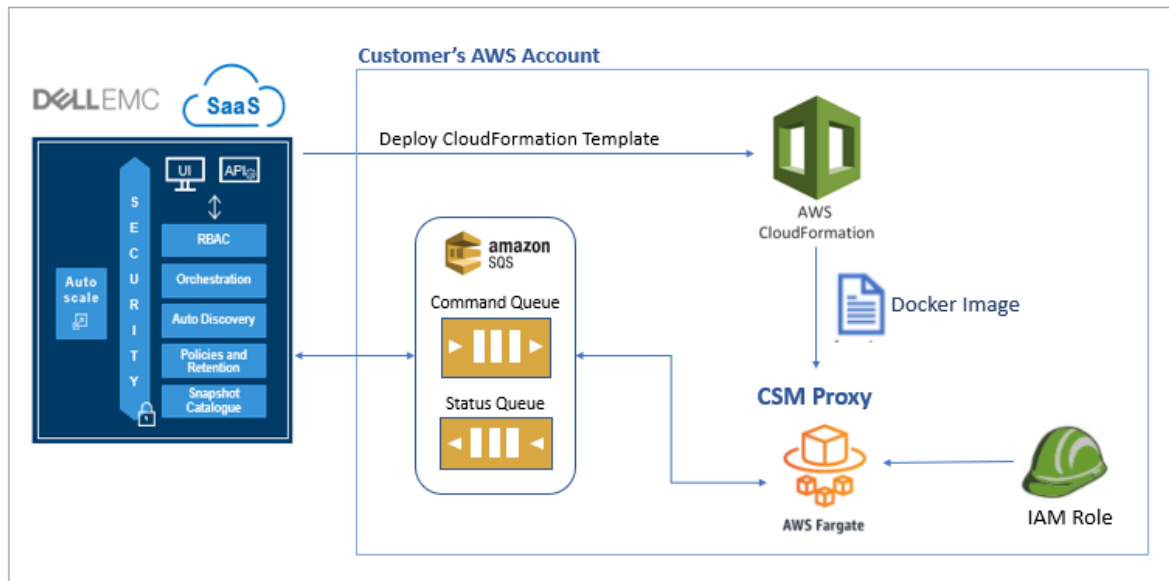 Customer's AWS Account
DELLEMC
SaaS
Deploy CloudFormation Template
UI
API
SECURITY
RBAC
Orchestration
Auto Discovery
Policies and
Retention
Snapshot
Catalogue
Auto
scale
amazon
SQS
Command Queue
Status Queue
AWS
CloudFormation
Docker Image
CSM Proxy
AWS Fargate
IAM Role